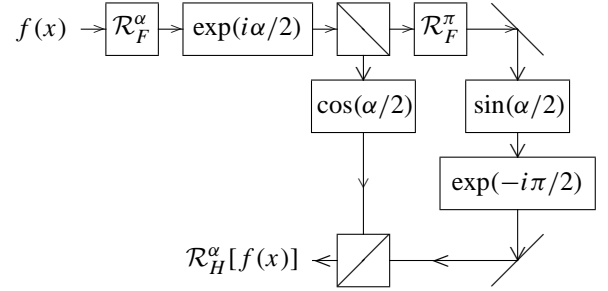 f(x) R_F^α exp(iα/2) R_F^π
cos(α/2) sin(α/2)
exp(−iπ/2)
R_H^α[f(x)]